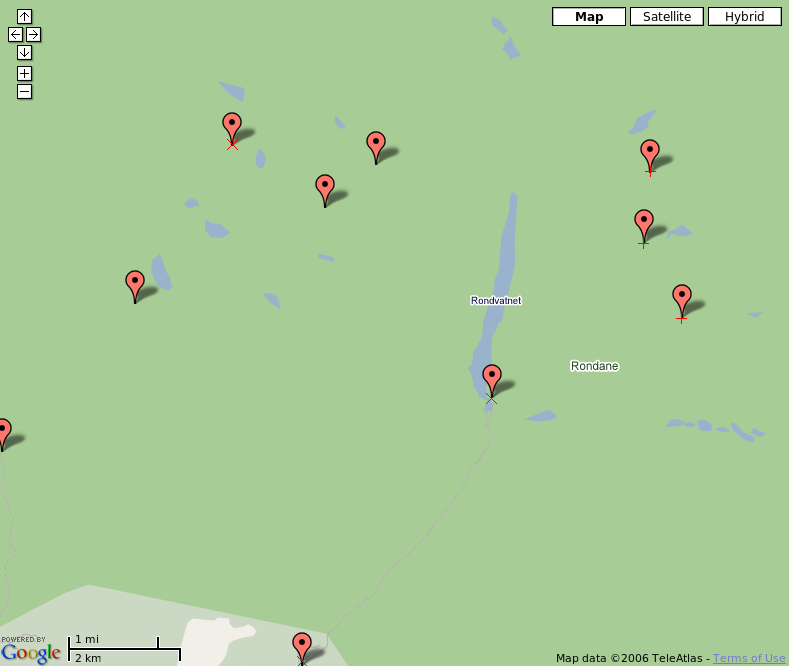 Map Satellite Hybrid
Rondvatnet
Rondane
POWERED BY
Google
1 mi
2 km
Map data ©2006 TeleAtlas - Terms of Use